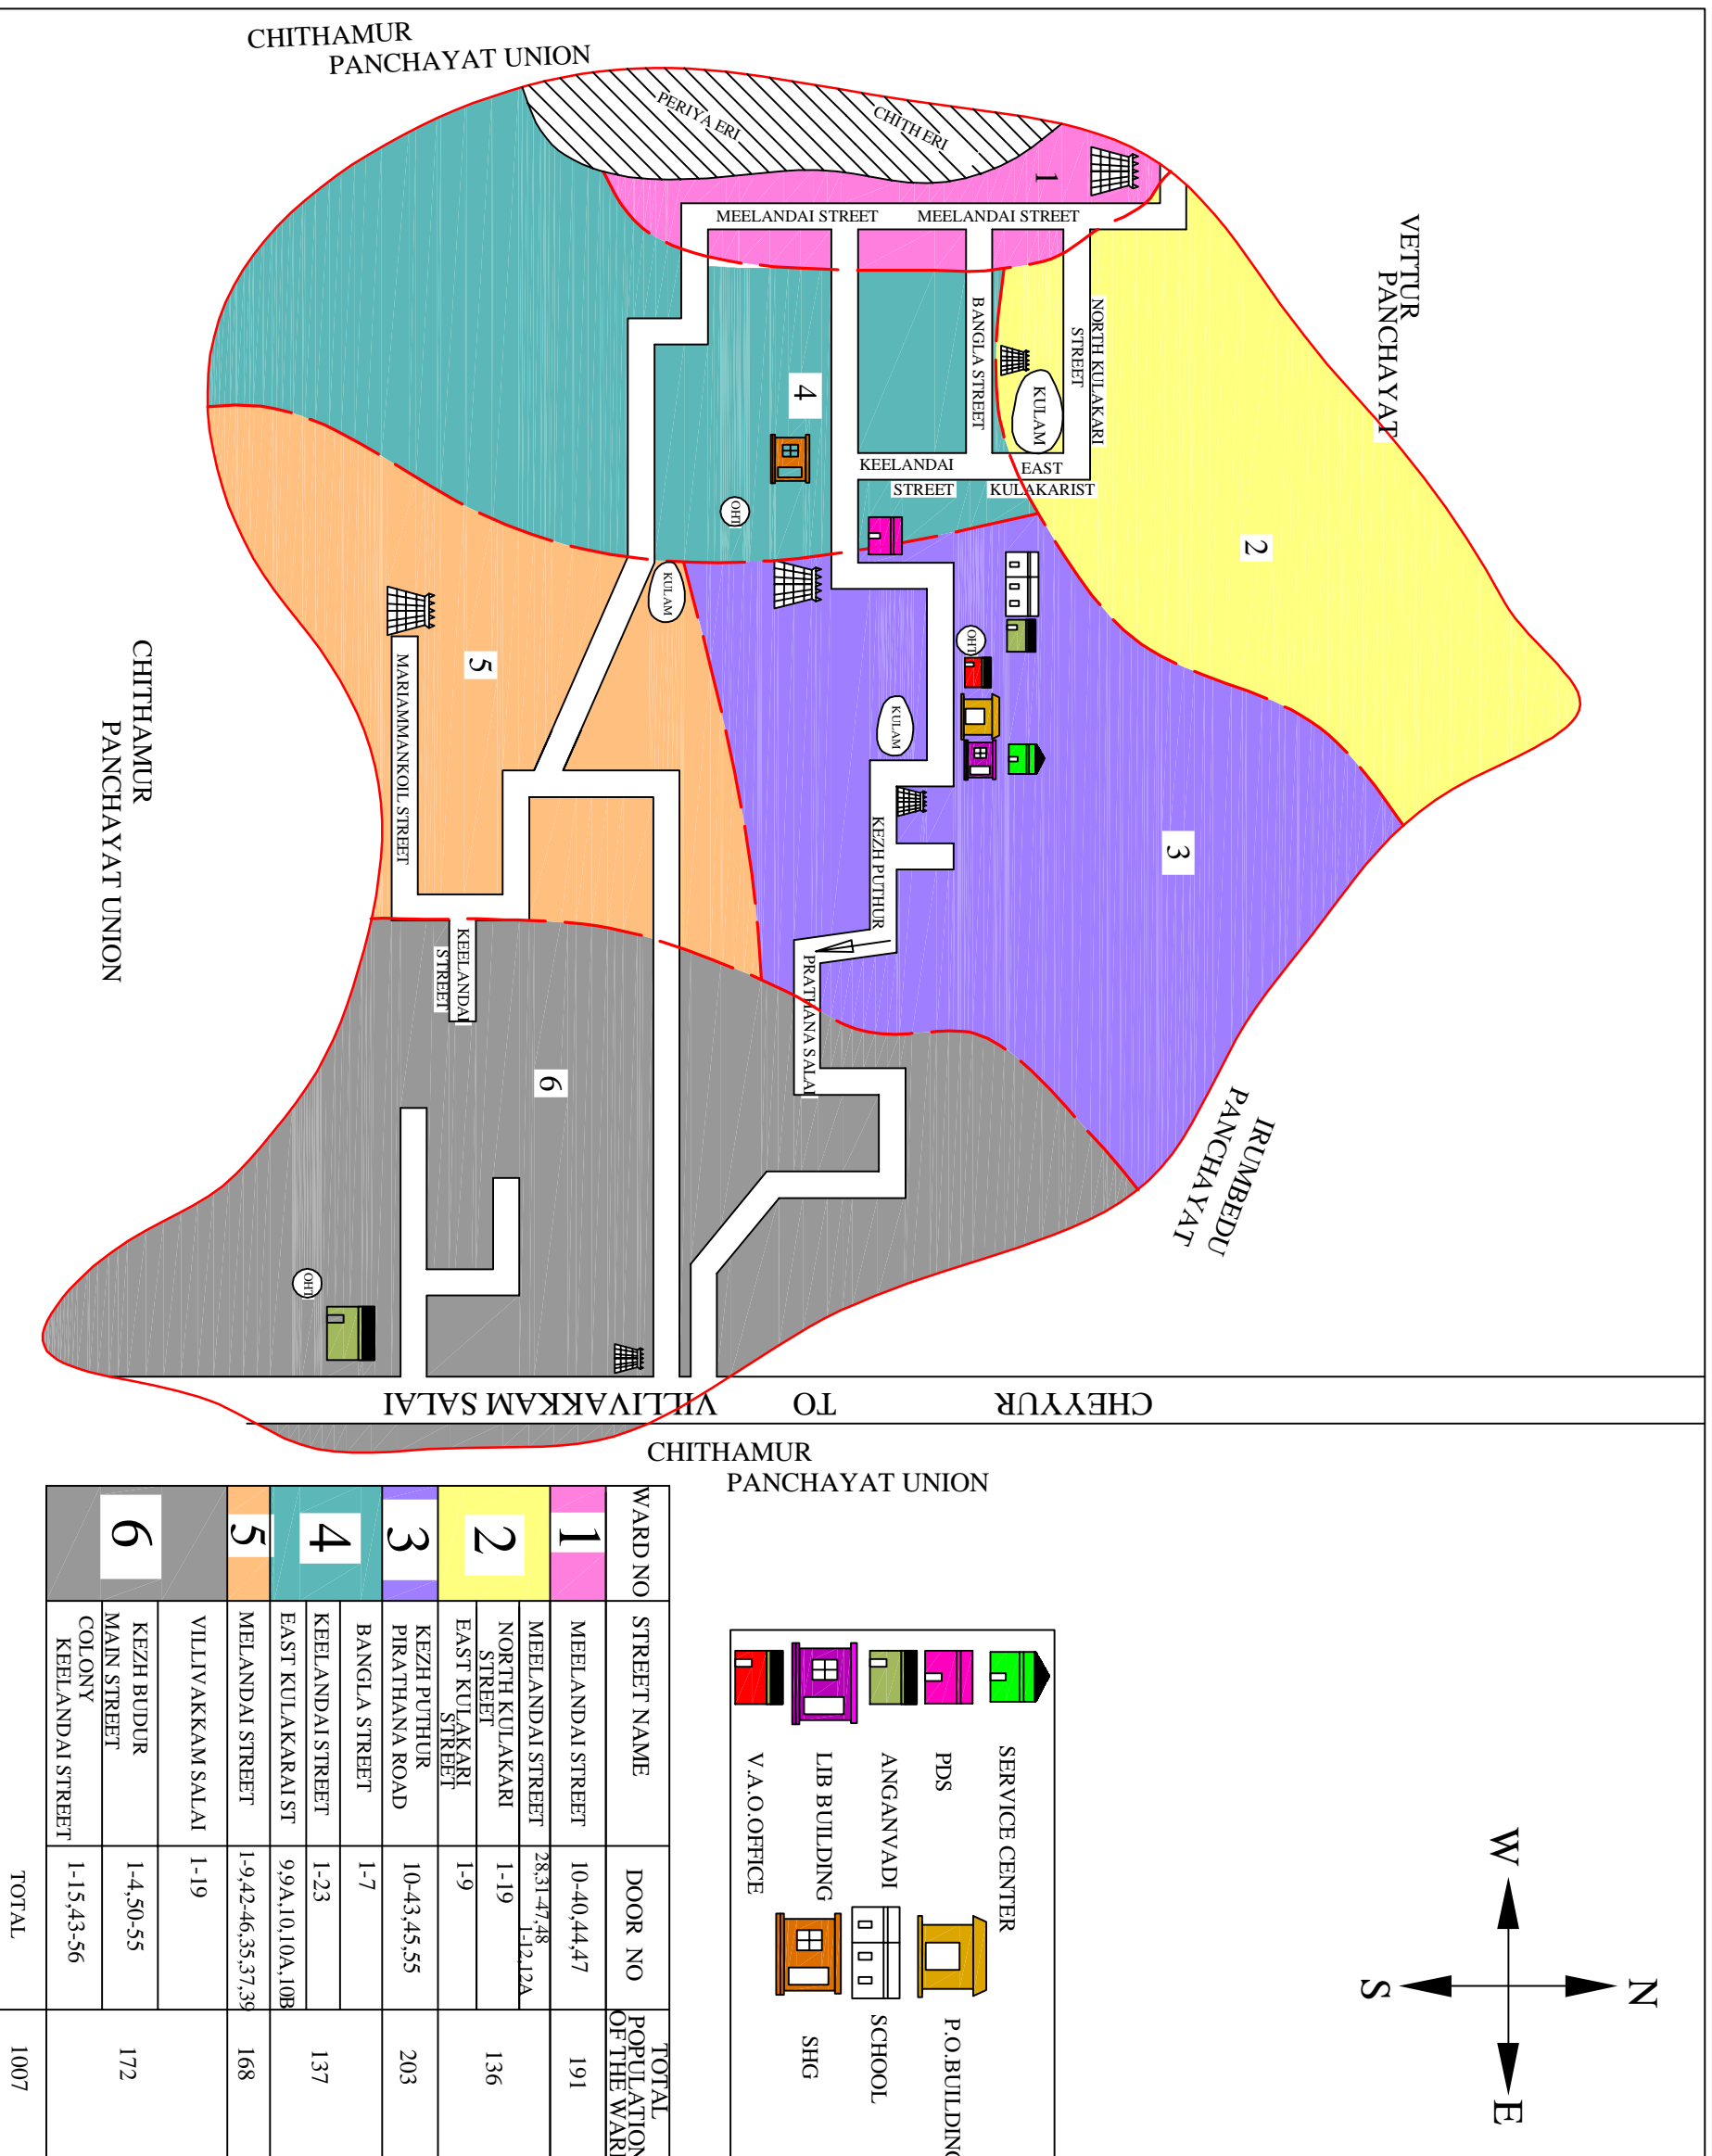 CHITHAMUR
PANCHAYAT UNION
VETTUR
PANCHAYAT
IRUMBEDU
PANCHAYAT
CHITHAMUR
PANCHAYAT UNION
CHITHAMUR
PANCHAYAT UNION
PERIYA ERI
CHITH ERI
1
MEELANDAI STREET
MEELANDAI STREET
NORTH KULAKARI
STREET
BANGLA STREET
KULAM
KEELANDAI
STREET
EAST
KULAKARIST
2
4
OHT
KULAM
OHT
KULAM
3
KEZH PUTHUR
PRATHANA SALAI
5
MARIAMMANKOIL STREET
KEELANDAI
STREET
6
OHT
CHEYYUR TO VILLIVAKKAM SALAI
W
N
S
E
SERVICE CENTER
PDS
ANGANVADI
LIB BUILDING
V.A.O.OFFICE
P.O.BUILDING
SCHOOL
SHG
WARD NO STREET NAME DOOR NO TOTAL
POPULATION
OF THE WARD
1 MEELANDAI STREET 10-40,44,47 191
2 MEELANDAI STREET 28,31-47,48
1-12,12A
NORTH KULAKARI
STREET 1-19 136
EAST KULAKARI
STREET 1-9
3 KEZH PUTHUR
PIRATHANA ROAD 10-43,45,55 203
4 BANGLA STREET 1-7
KEELANDAI STREET 1-23 137
EAST KULAKARAI ST 9,9A,10,10A,10B
5 MELANDAI STREET 1-9,42-46,35,37,39 168
6 VILLIVAKKAM SALAI 1-19
KEZH BUDUR
MAIN STREET 1-4,50-55 172
COLONY
KEELANDAI STREET 1-15,43-56
TOTAL 1007